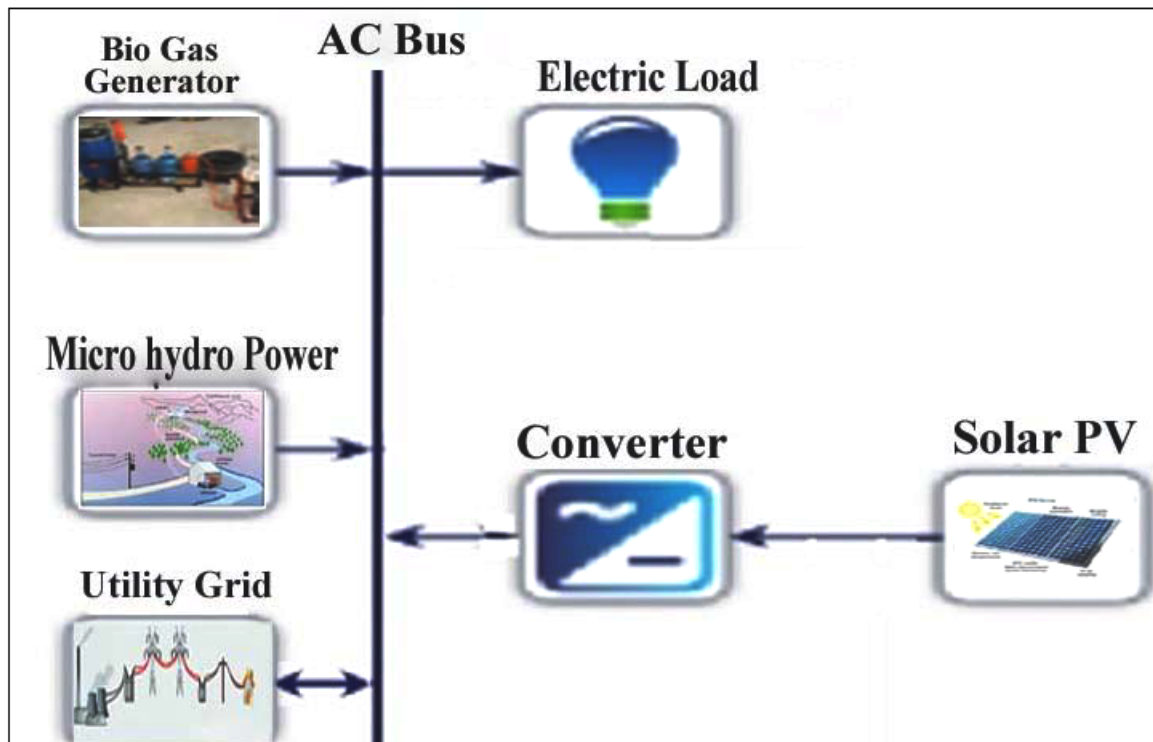 Bio Gas
Generator
AC Bus
Electric Load
Micro hydro Power
Converter
Solar PV
Utility Grid